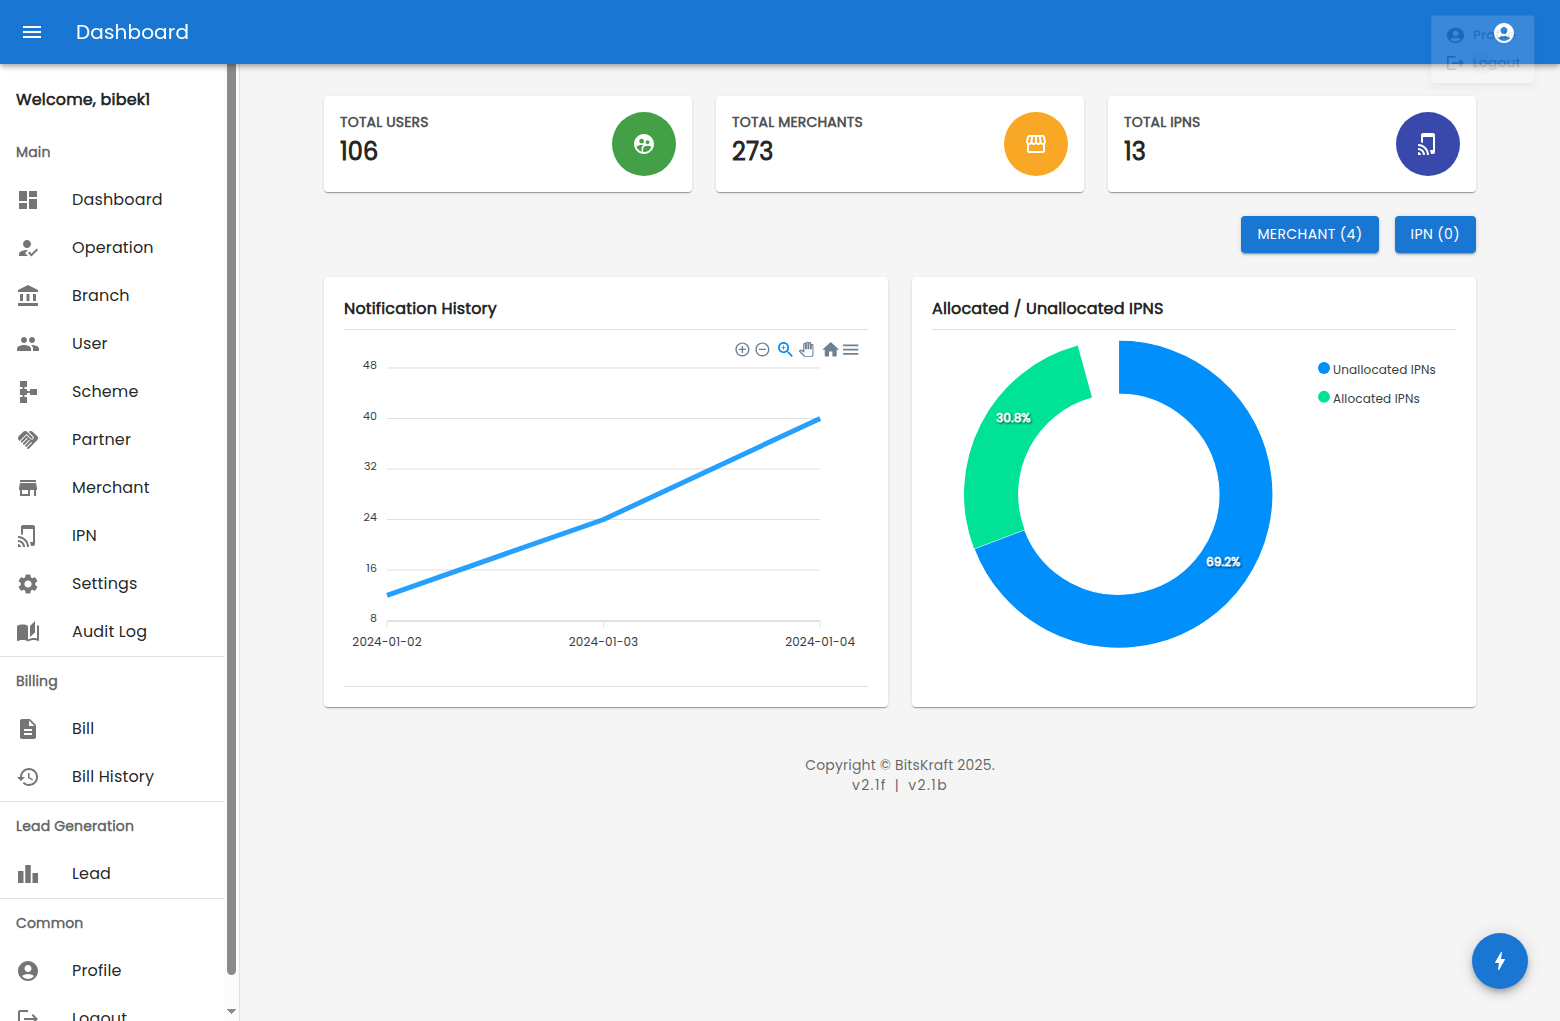 Dashboard
Profile
Logout
Welcome, bibek1
Main
Dashboard
Operation
Branch
User
Scheme
Partner
Merchant
IPN
Settings
Audit Log
Billing
Bill
Bill History
Lead Generation
Lead
Common
Profile
Logout
TOTAL USERS
106
TOTAL MERCHANTS
273
TOTAL IPNS
13
MERCHANT (4)
IPN (0)
Notification History
48
40
32
24
16
8
2024-01-02
2024-01-03
2024-01-04
Allocated / Unallocated IPNS
Unallocated IPNs
Allocated IPNs
30.8%
69.2%
Copyright © BitsKraft 2025.
v2.1f | v2.1b